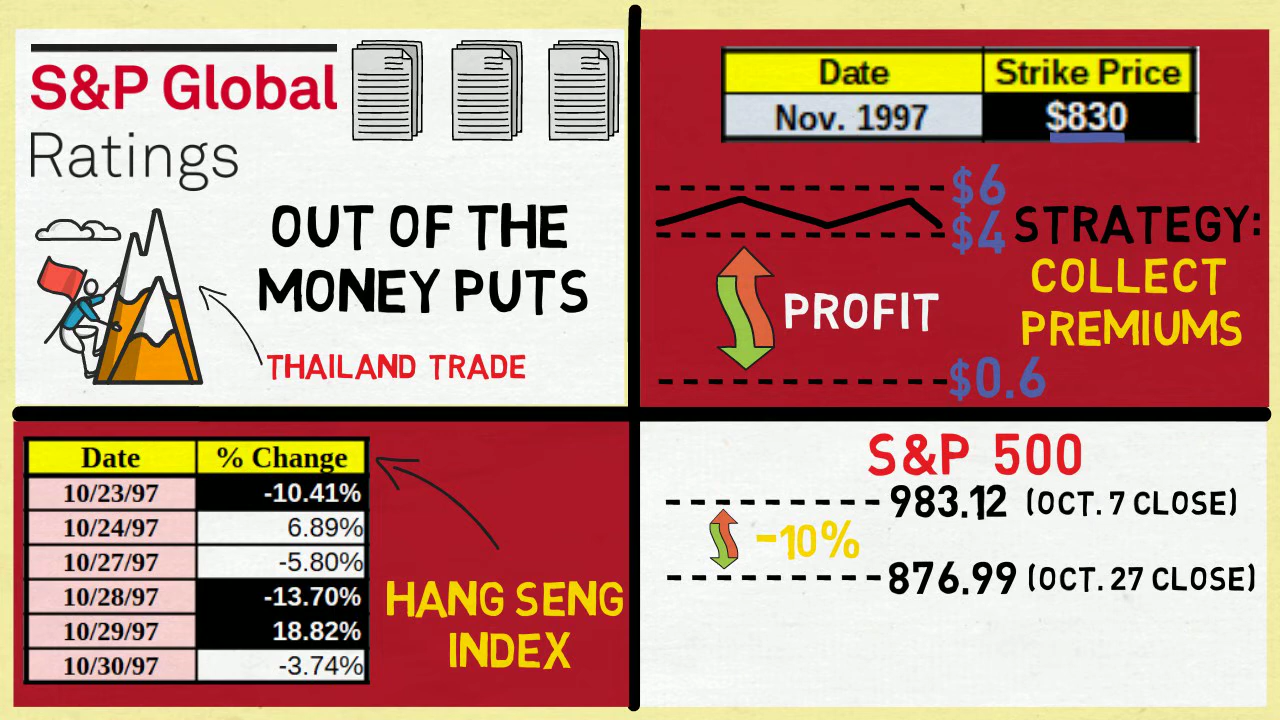 S&P Global
Ratings
OUT OF THE
MONEY PUTS
THAILAND TRADE
Date Strike Price
Nov. 1997 $830
$6
$4
STRATEGY:
COLLECT
PREMIUMS
PROFIT
$0.6
Date % Change
10/23/97 -10.41%
10/24/97 6.89%
10/27/97 -5.80%
10/28/97 -13.70%
10/29/97 18.82%
10/30/97 -3.74%
HANG SENG
INDEX
S&P 500
983.12 (OCT. 7 CLOSE)
-10%
876.99 (OCT. 27 CLOSE)